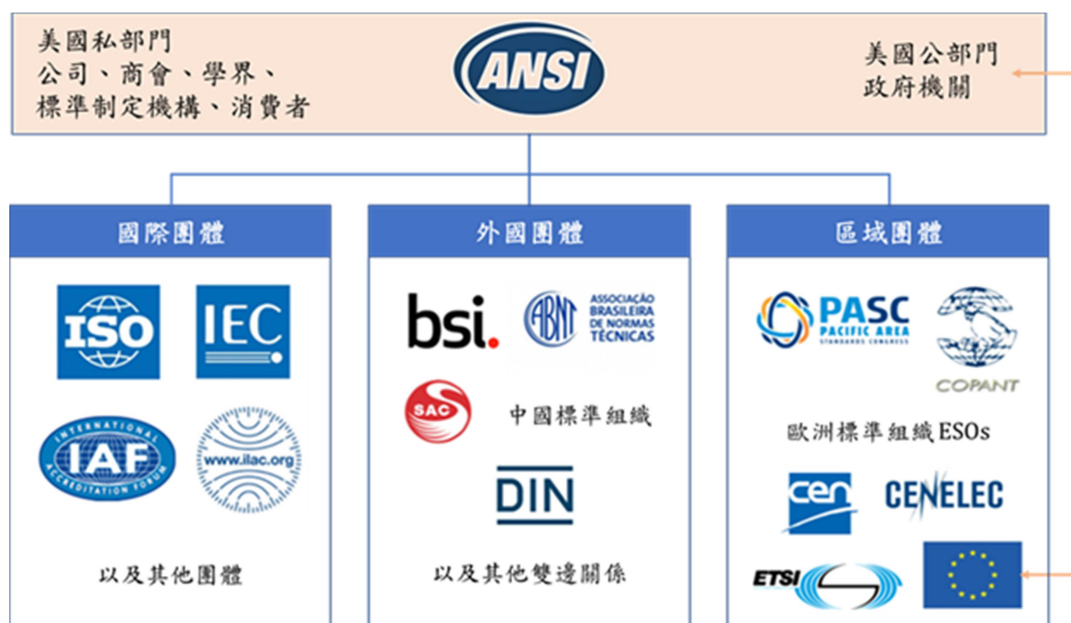 美國私部門
公司、商會、學界、
標準制定機構、消費者
ANSI
美國公部門
政府機關
國際團體
ISO
IEC
INTERNATIONAL
IAF
ACCREDITATION FORUM
www.ilac.org
以及其他團體
外國團體
bsi.
ABNT
ASSOCIAÇÃO
BRASILEIRA
DE NORMAS
TÉCNICAS
SAC
中國標準組織
DIN
以及其他雙邊關係
區域團體
PASC
PACIFIC AREA
STANDARDS CONGRESS
COPANT
歐洲標準組織ESOs
cen
CENELEC
ETSI